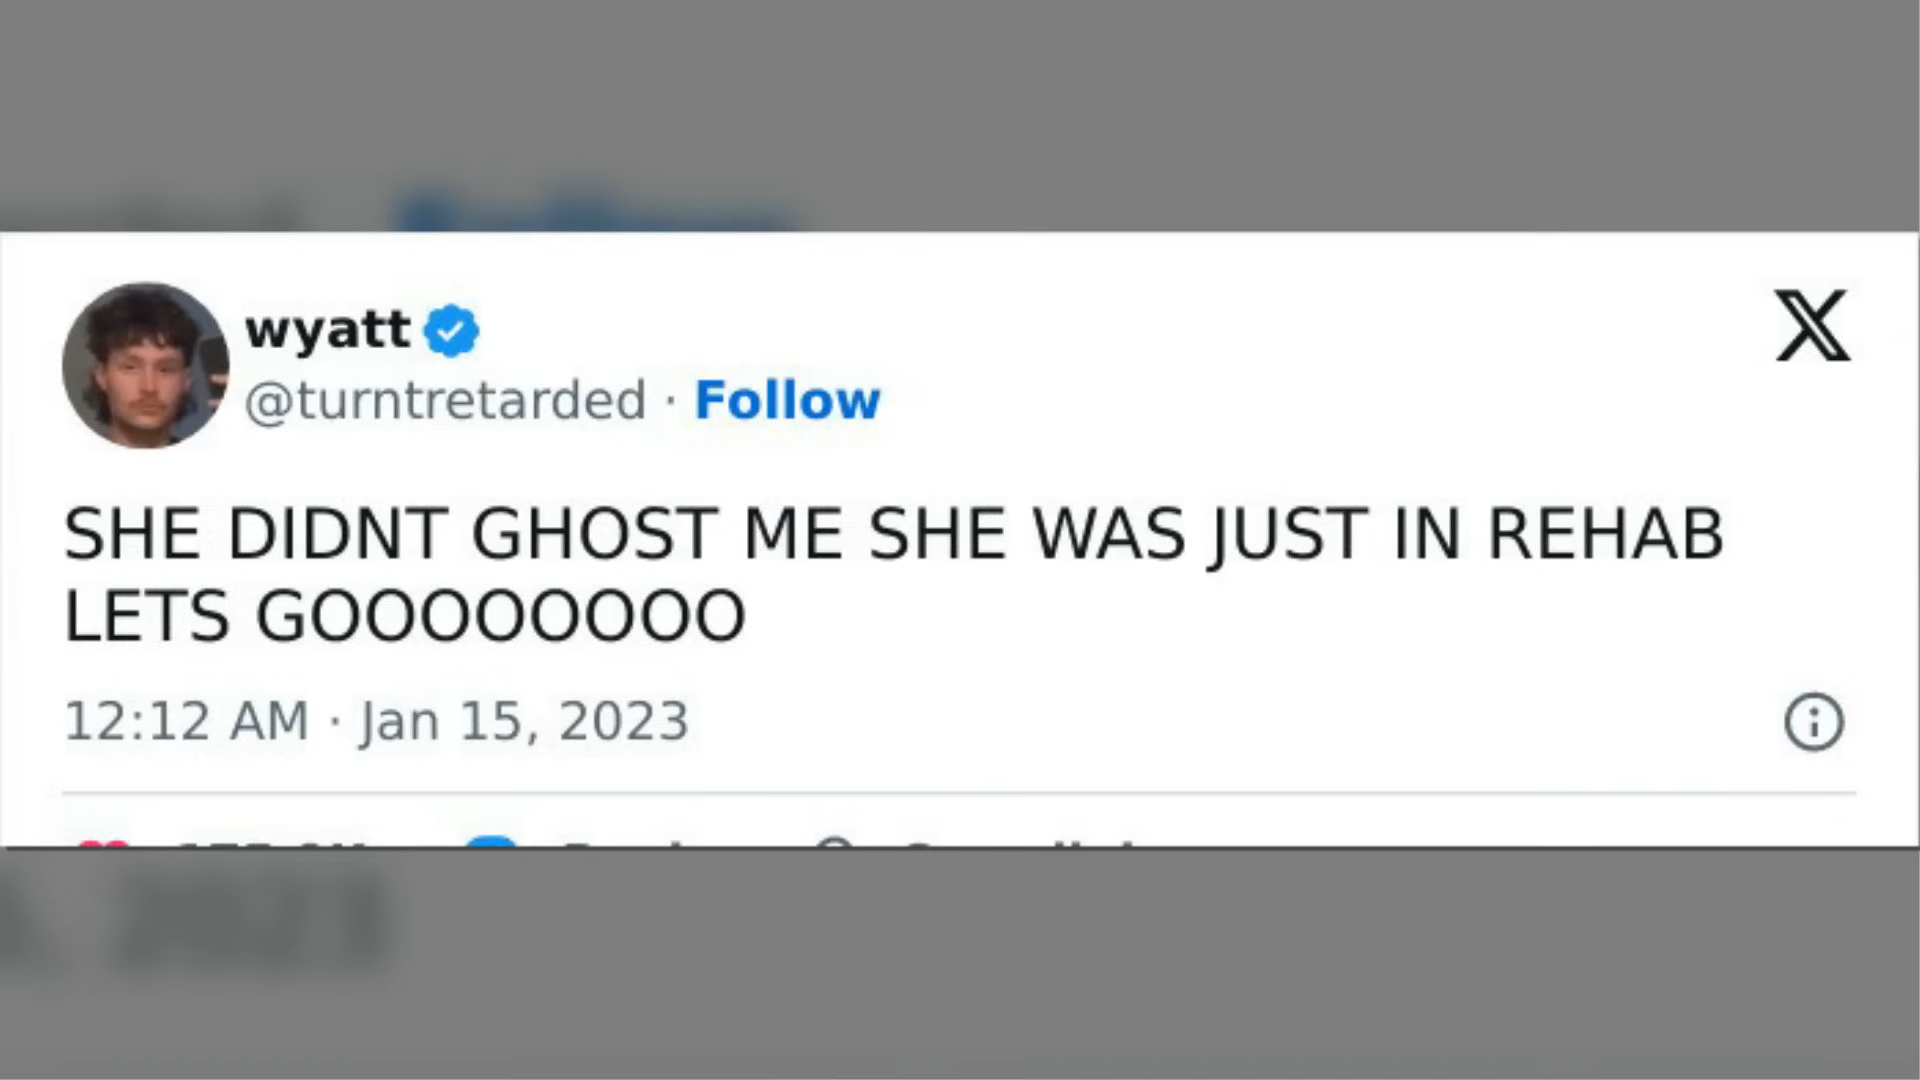 wyatt
@turntretarded · Follow
SHE DIDNT GHOST ME SHE WAS JUST IN REHAB
LETS GOOOOOOOOO
12:12 AM · Jan 15, 2023